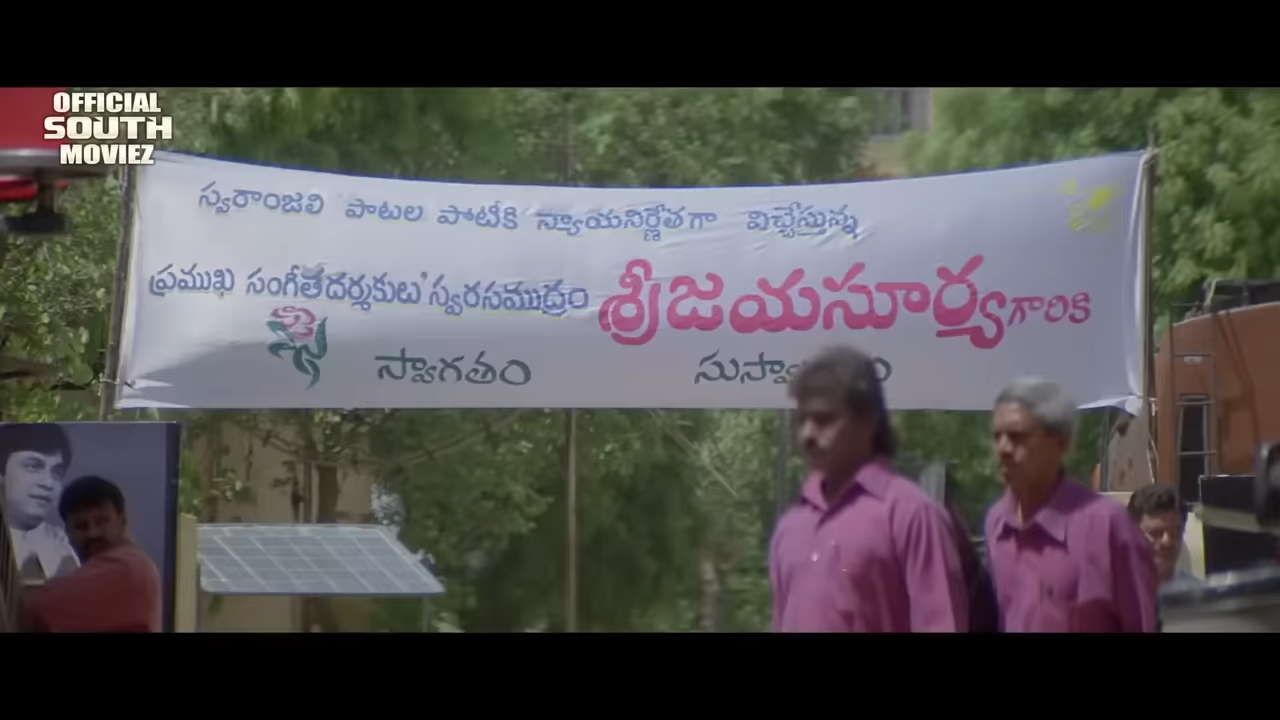 OFFICIAL
SOUTH
MOVIEZ
స్వరాంజలి పాటల పోటీకి న్యాయనిర్ణేతగా విచ్చేస్తున్న
ప్రముఖ సంగీతదర్శకులు 'స్వరసముద్రం శ్రీజయసూర్య గారికి
స్వాగతం